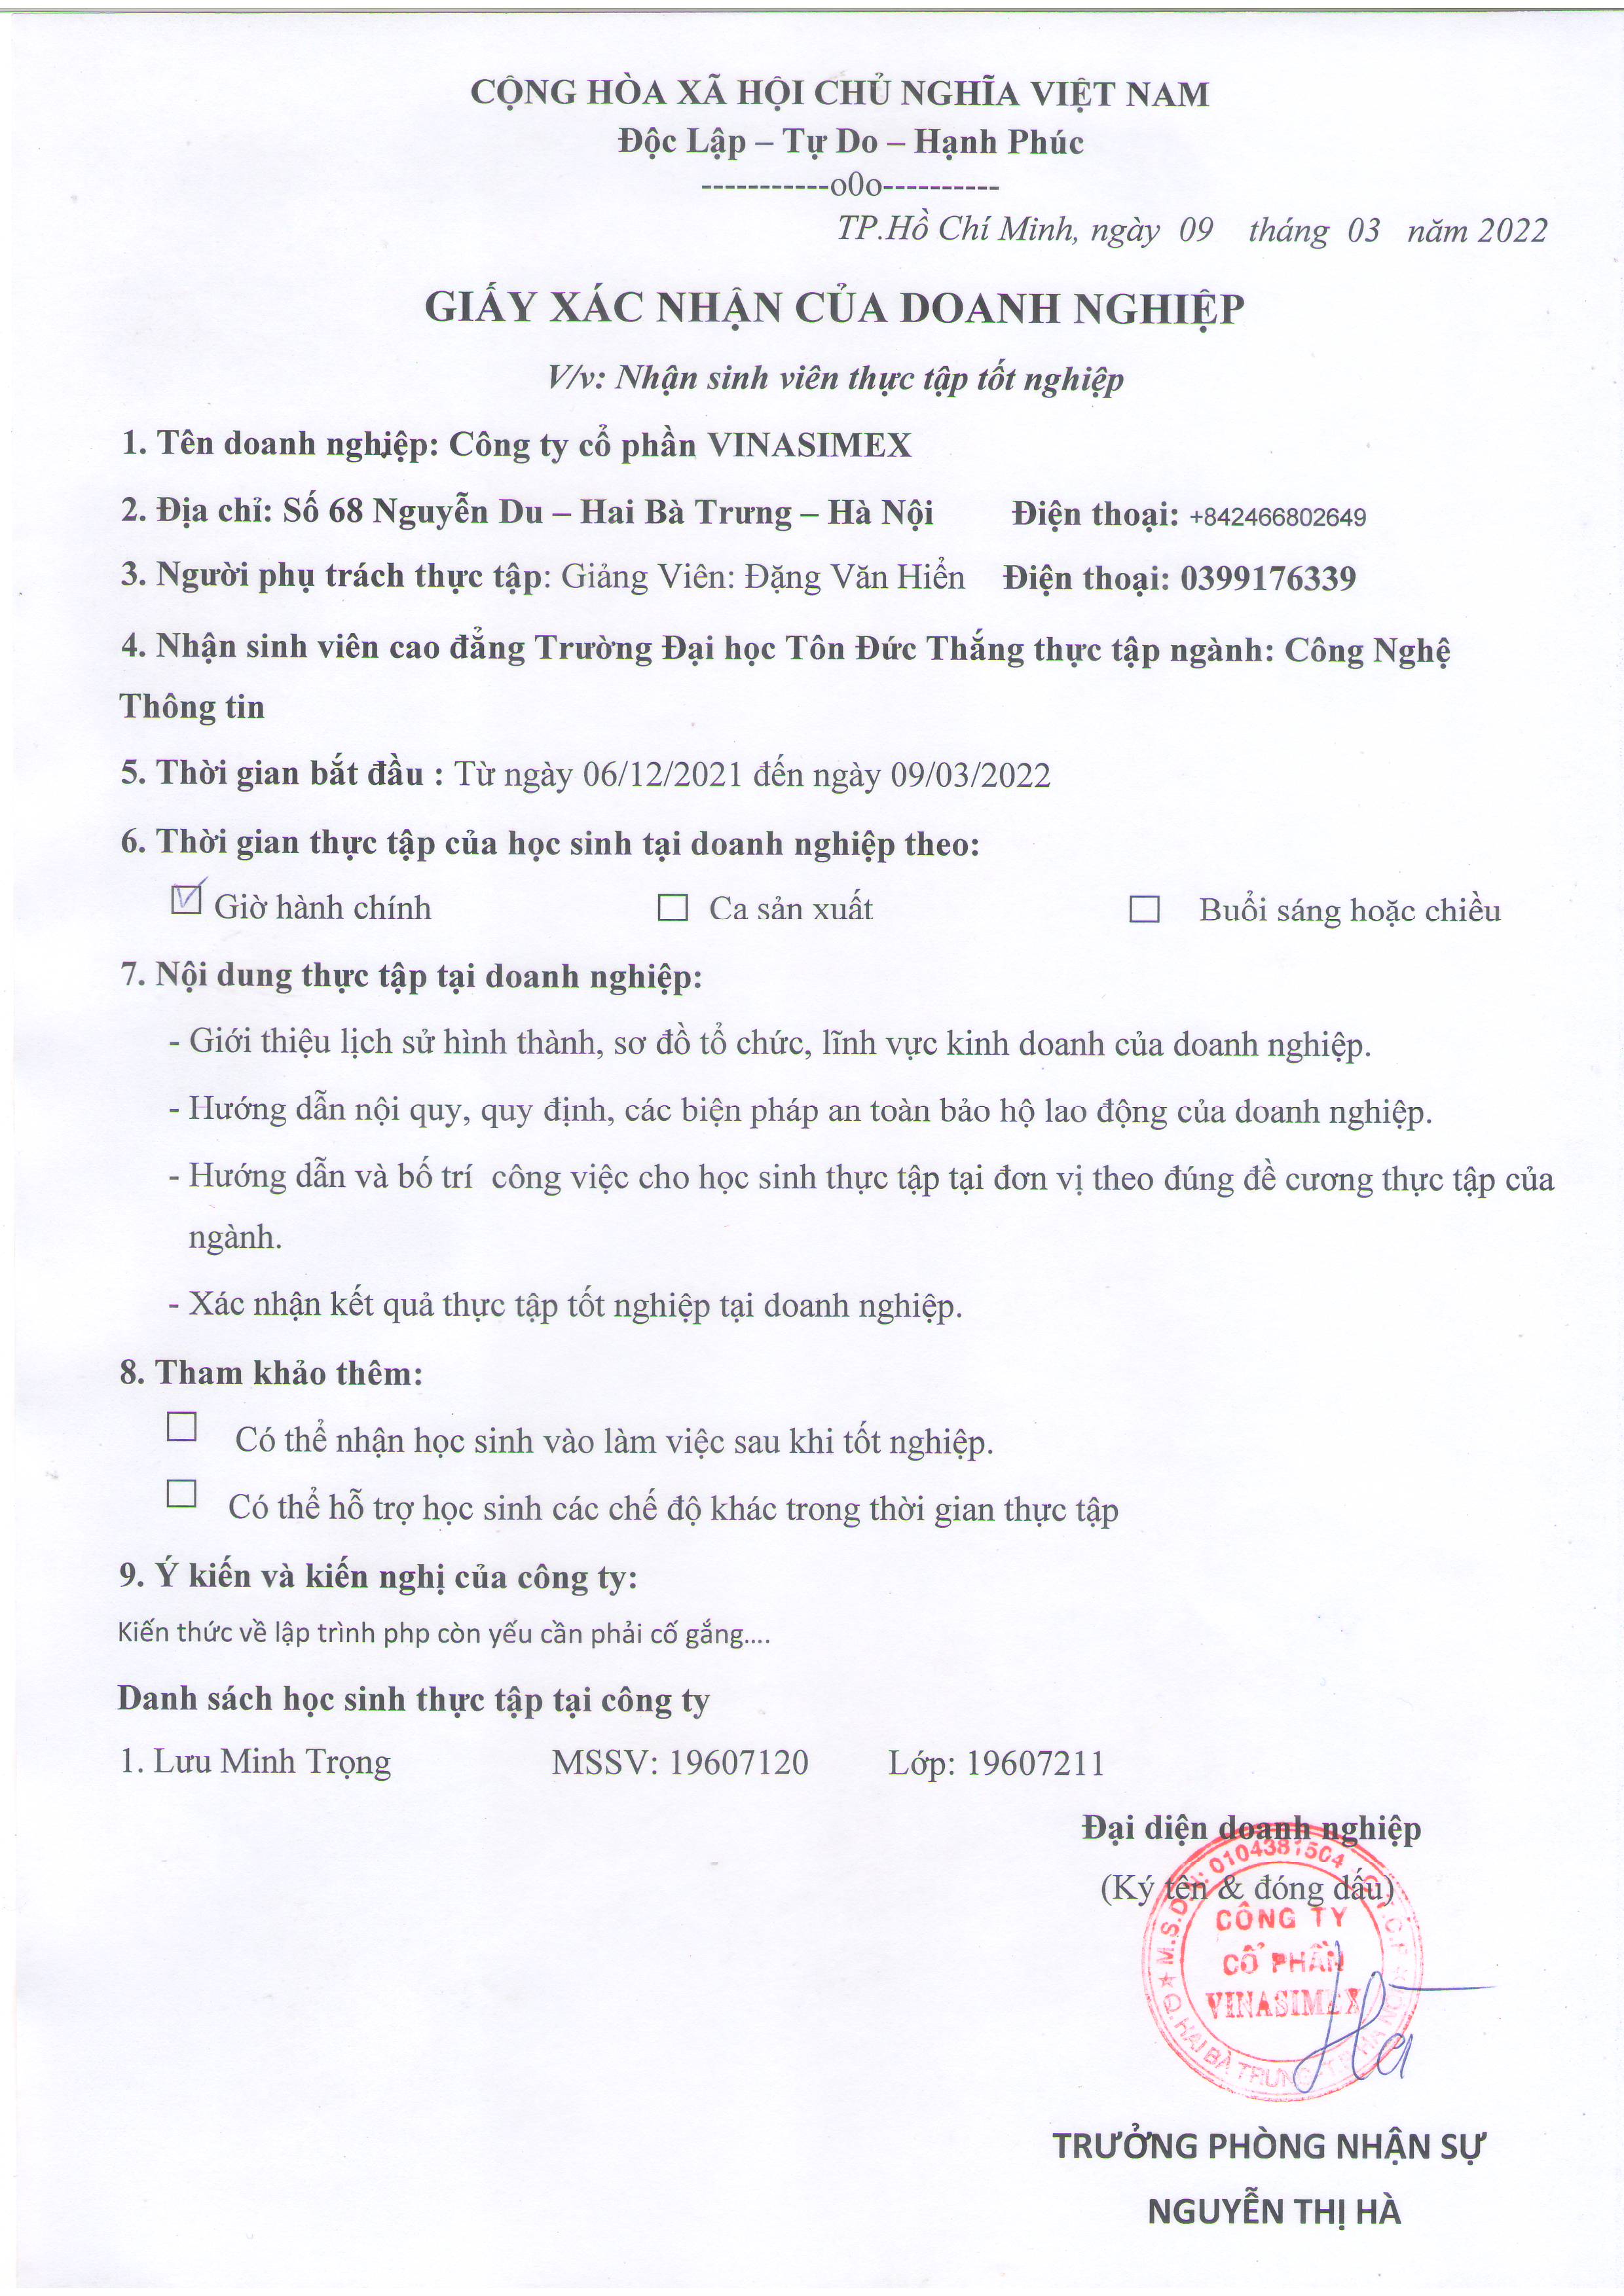 CỘNG HÒA XÃ HỘI CHỦ NGHĨA VIỆT NAM
Độc Lập – Tự Do – Hạnh Phúc
-----------o0o----------
TP.Hồ Chí Minh, ngày 09 tháng 03 năm 2022
GIẤY XÁC NHẬN CỦA DOANH NGHIỆP
V/v: Nhận sinh viên thực tập tốt nghiệp
1. Tên doanh nghiệp: Công ty cổ phần VINASIMEX
2. Địa chỉ: Số 68 Nguyễn Du – Hai Bà Trưng – Hà Nội Điện thoại: +842466802649
3. Người phụ trách thực tập: Giảng Viên: Đặng Văn Hiển Điện thoại: 0399176339
4. Nhận sinh viên cao đẳng Trường Đại học Tôn Đức Thắng thực tập ngành: Công Nghệ
Thông tin
5. Thời gian bắt đầu : Từ ngày 06/12/2021 đến ngày 09/03/2022
6. Thời gian thực tập của học sinh tại doanh nghiệp theo:
☑ Giờ hành chính ☐ Ca sản xuất ☐ Buổi sáng hoặc chiều
7. Nội dung thực tập tại doanh nghiệp:
- Giới thiệu lịch sử hình thành, sơ đồ tổ chức, lĩnh vực kinh doanh của doanh nghiệp.
- Hướng dẫn nội quy, quy định, các biện pháp an toàn bảo hộ lao động của doanh nghiệp.
- Hướng dẫn và bố trí công việc cho học sinh thực tập tại đơn vị theo đúng đề cương thực tập của
ngành.
- Xác nhận kết quả thực tập tốt nghiệp tại doanh nghiệp.
8. Tham khảo thêm:
☐ Có thể nhận học sinh vào làm việc sau khi tốt nghiệp.
☐ Có thể hỗ trợ học sinh các chế độ khác trong thời gian thực tập
9. Ý kiến và kiến nghị của công ty:
Kiến thức về lập trình php còn yếu cần phải cố gắng....
Danh sách học sinh thực tập tại công ty
1. Lưu Minh Trọng MSSV: 19607120 Lớp: 19607211
Đại diện doanh nghiệp
(Ký tên & đóng dấu)
M.S.D.N: 0104381504 - C.T.C.P
CÔNG TY
CỔ PHẦN
VINASIMEX
Q. HAI BÀ TRƯNG - T.P HÀ NỘI
Hà
TRƯỞNG PHÒNG NHÂN SỰ
NGUYỄN THỊ HÀ